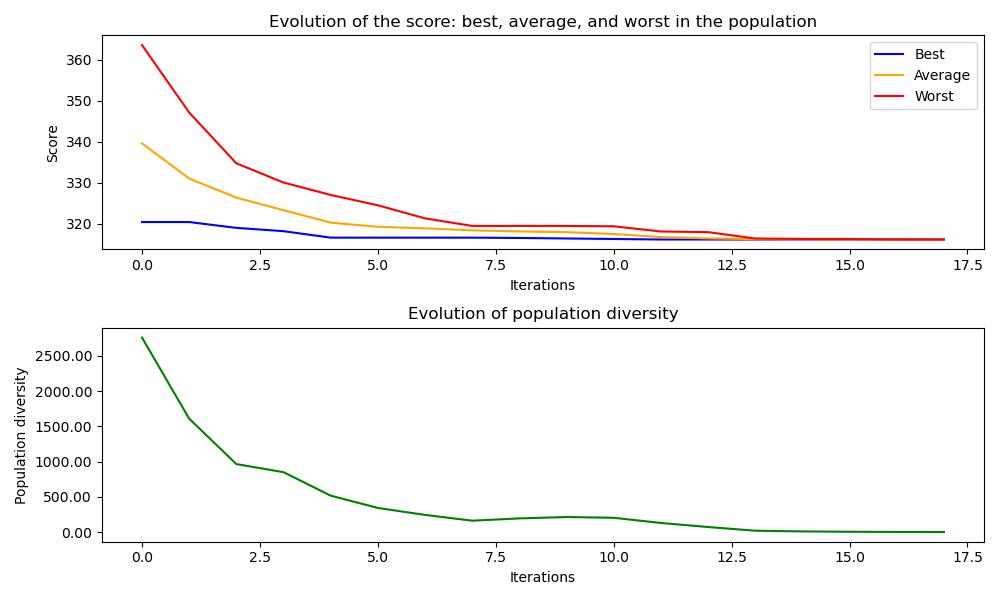 Evolution of the score: best, average, and worst in the population
360
350
340
330
320
Score
Best
Average
Worst
0.0 2.5 5.0 7.5 10.0 12.5 15.0 17.5
Iterations
Evolution of population diversity
2500.00
2000.00
1500.00
1000.00
500.00
0.00
Population diversity
0.0 2.5 5.0 7.5 10.0 12.5 15.0 17.5
Iterations